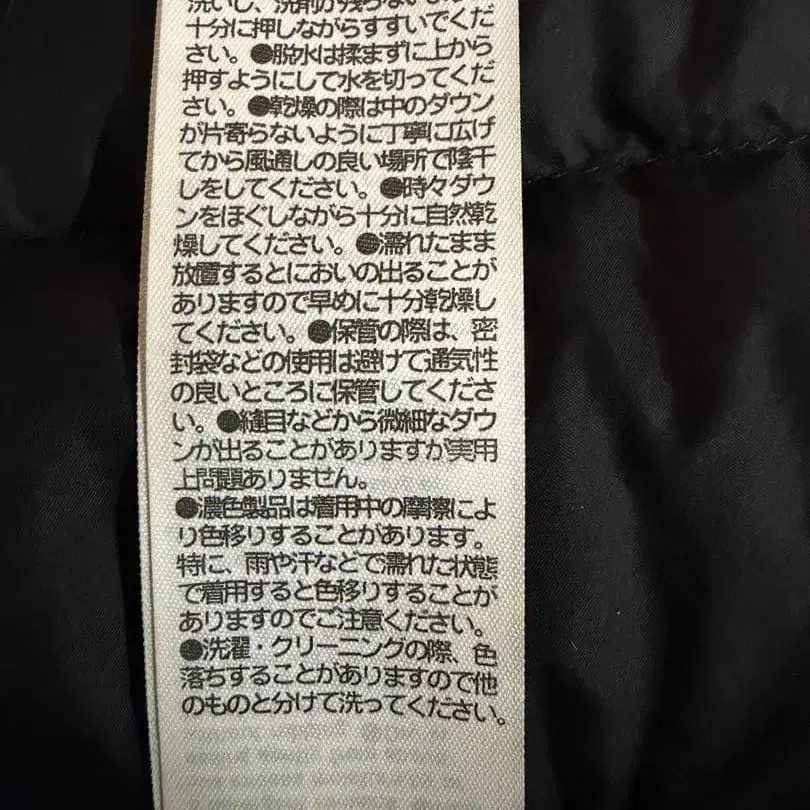 洗いし、洗剤が残らないように
十分に押しながらすすいでくだ
さい。●脱水は揉まずに上から
押すようにして水を切ってくだ
さい。●乾燥の際は中のダウン
が片寄らないように丁寧に広げ
てから風通しの良い場所で陰干
しをしてください。●時々ダウ
ンをほぐしながら十分に自然乾
燥してください。●濡れたまま
放置するとにおいの出ることが
ありますので早めに十分乾燥し
てください。●保管の際は、密
封袋などの使用は避けて通気性
の良いところに保管してくださ
い。●縫目などから微細なダウ
ンが出ることがありますが実用
上問題ありません。
●濃色製品は着用中の摩擦によ
り色移りすることがあります。
特に、雨や汗などで濡れた状態
で着用すると色移りすることが
ありますのでご注意ください。
●洗濯・クリーニングの際、色
落ちすることがありますので他
のものと分けて洗ってください。